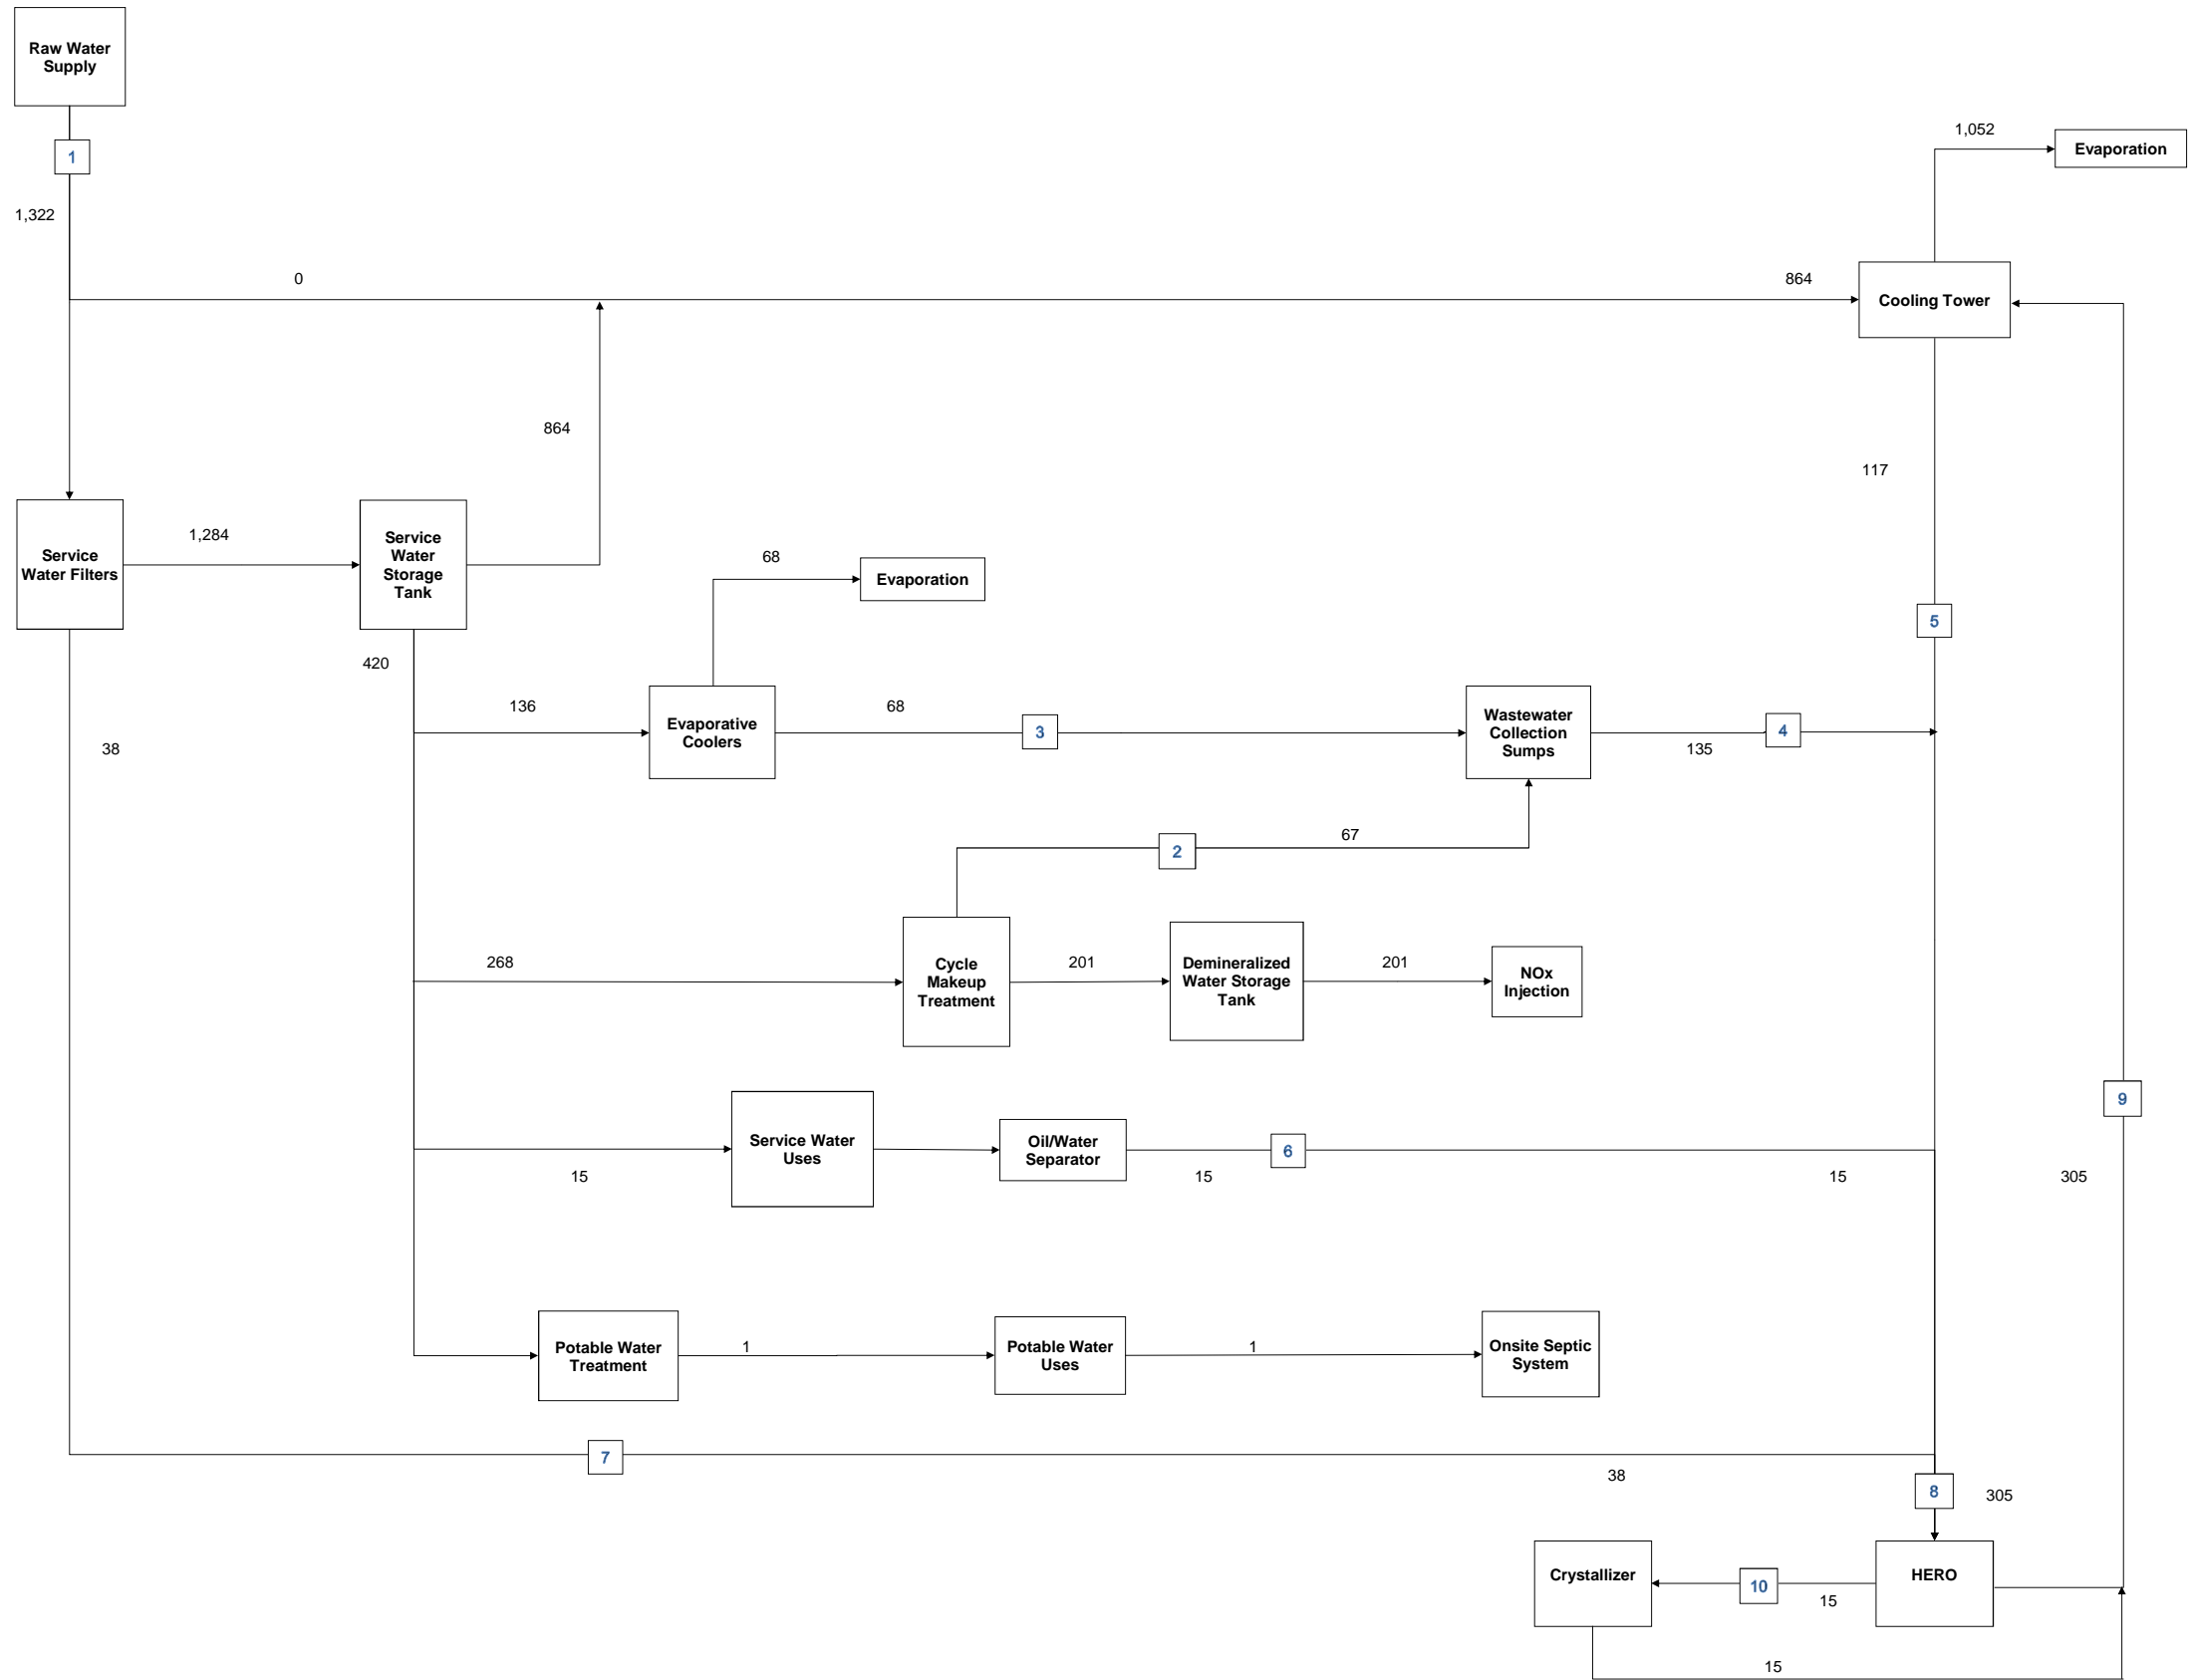 Raw Water
Supply
1
1,322
1,052
Evaporation
0
864
Cooling Tower
864
117
1,284
Service
Water Filters
Service
Water
Storage
Tank
68
Evaporation
5
420
38
136
Evaporative
Coolers
68
3
Wastewater
Collection
Sumps
135
4
2
67
268
Cycle
Makeup
Treatment
201
Demineralized
Water Storage
Tank
201
NOx
Injection
9
15
Service Water
Uses
Oil/Water
Separator
15
6
15
305
Potable Water
Treatment
1
Potable Water
Uses
1
Onsite Septic
System
7
38
8
305
Crystallizer
10
15
HERO
15